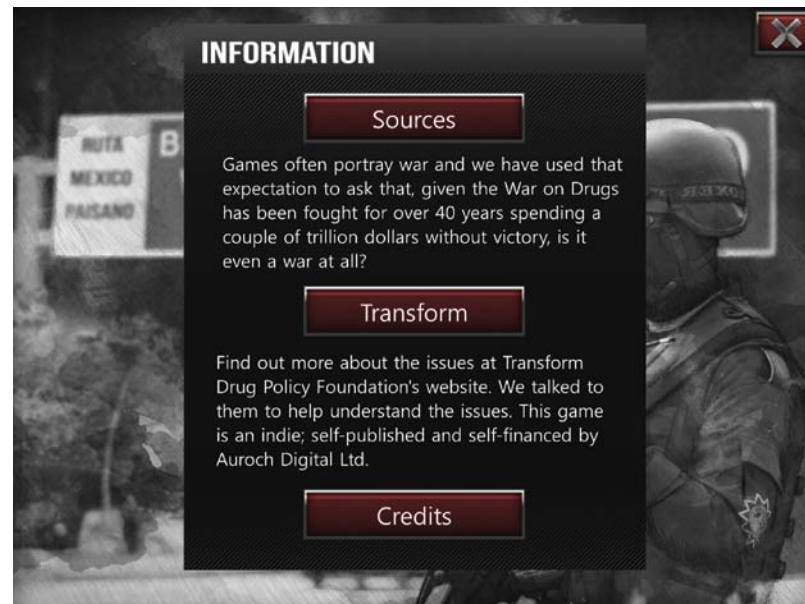 INFORMATION
Sources
Games often portray war and we have used that
expectation to ask that, given the War on Drugs
has been fought for over 40 years spending a
couple of trillion dollars without victory, is it
even a war at all?
Transform
Find out more about the issues at Transform
Drug Policy Foundation's website. We talked to
them to help understand the issues. This game
is an indie; self-published and self-financed by
Auroch Digital Ltd.
Credits
RUTA
MEXICO
PAISANO
B